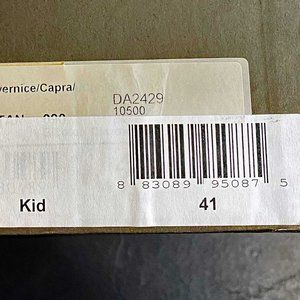 vernice/Capra/
DA2429
10500
8 83089 95087 5
Kid 41